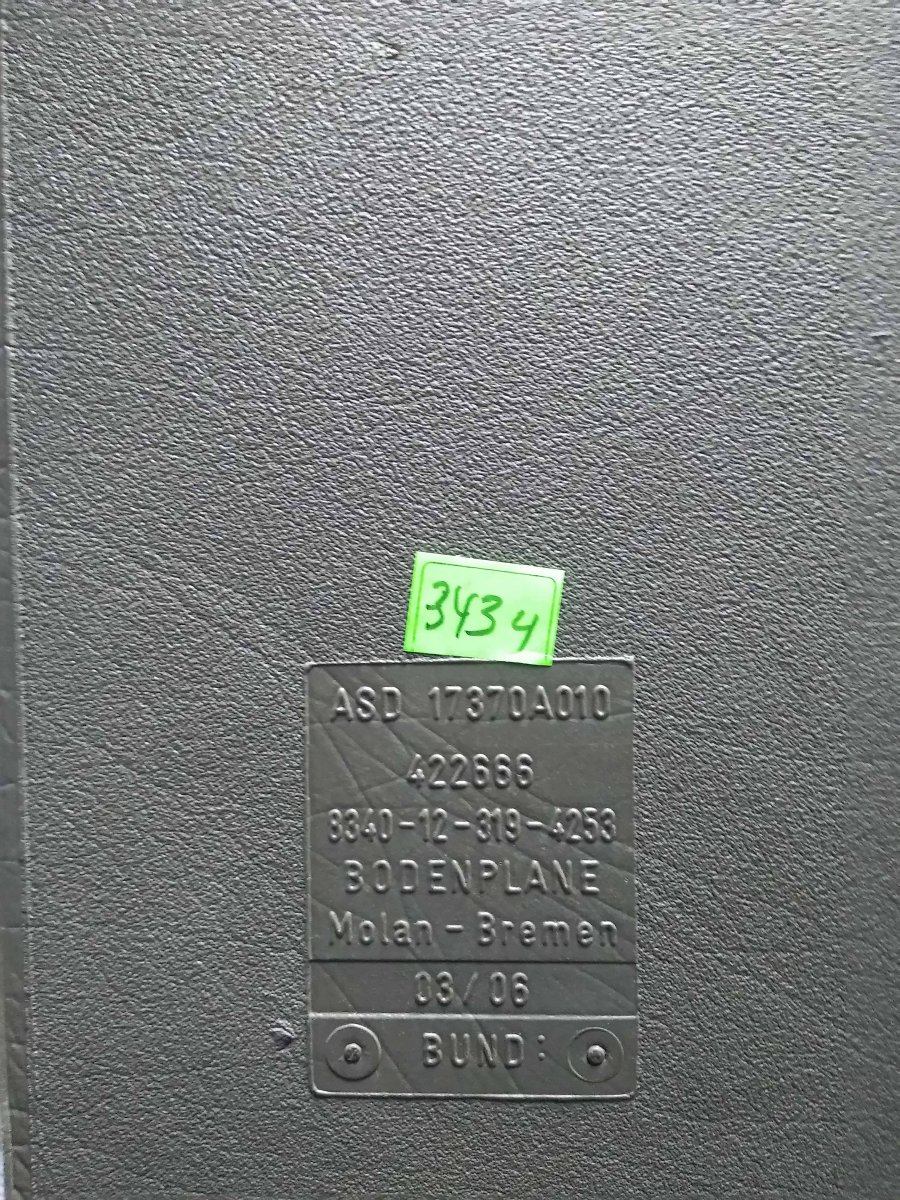 3434
ASD 17370A010
422666
8340-12-319-4253
BODENPLANE
Molan-Bremen
03/06
BUND: